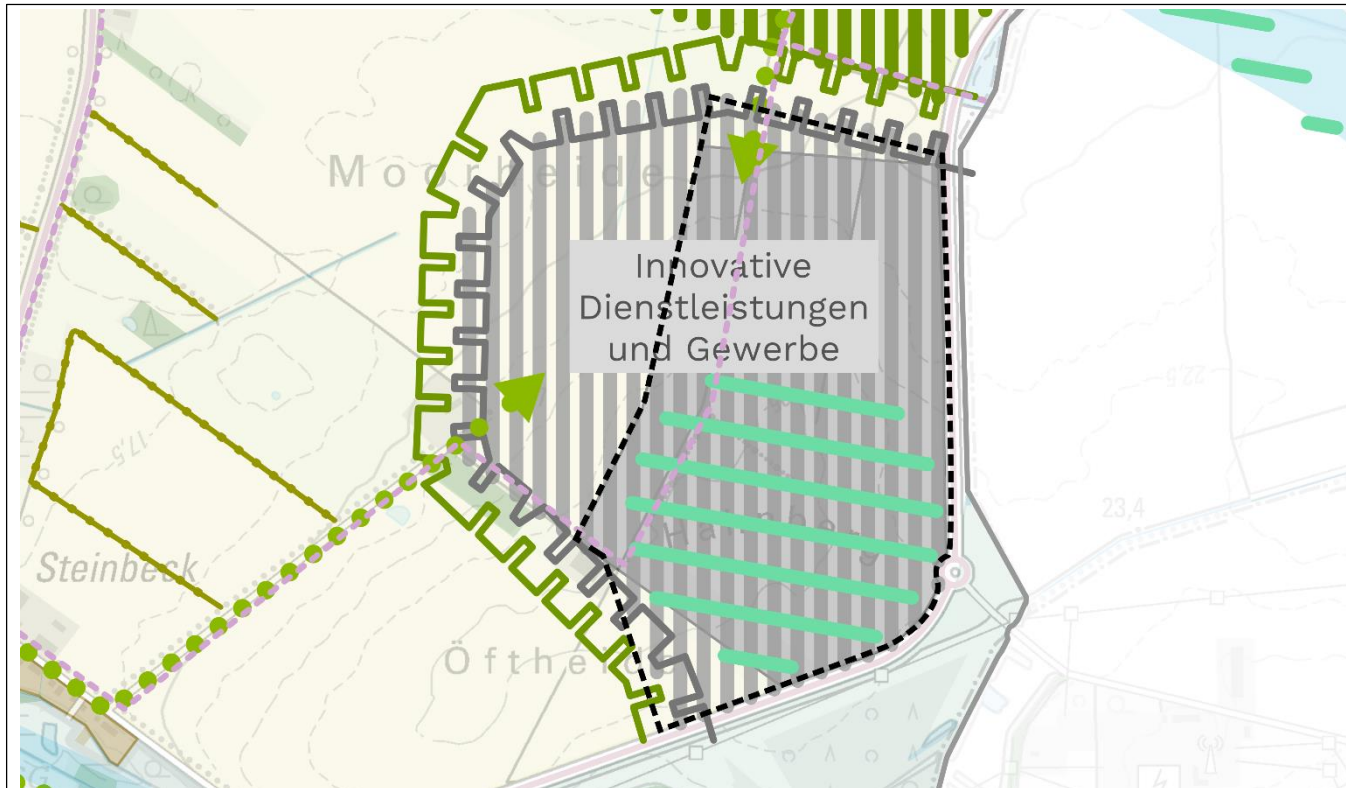 Moorheide
Innovative
Dienstleistungen
und Gewerbe
22,5
17,5
23,4
Steinbeck